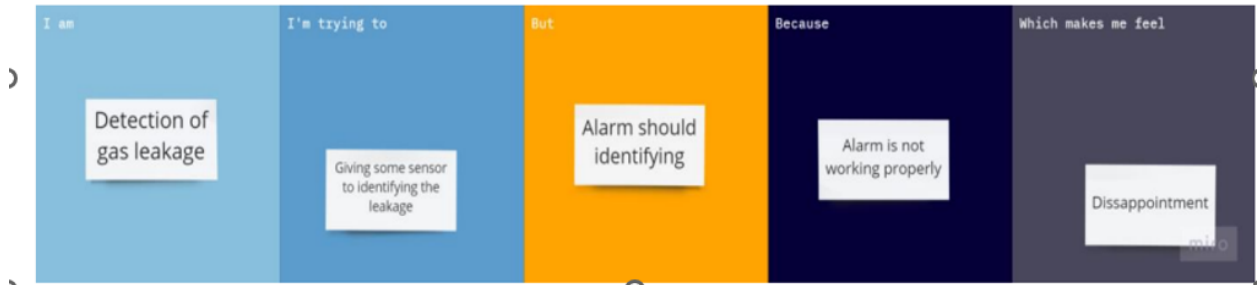 I am
Detection of
gas leakage
I'm trying to
Giving some sensor
to identifying the
leakage
But
Alarm should
identifying
Because
Alarm is not
working properly
Which makes me feel
Dissappointment
miro